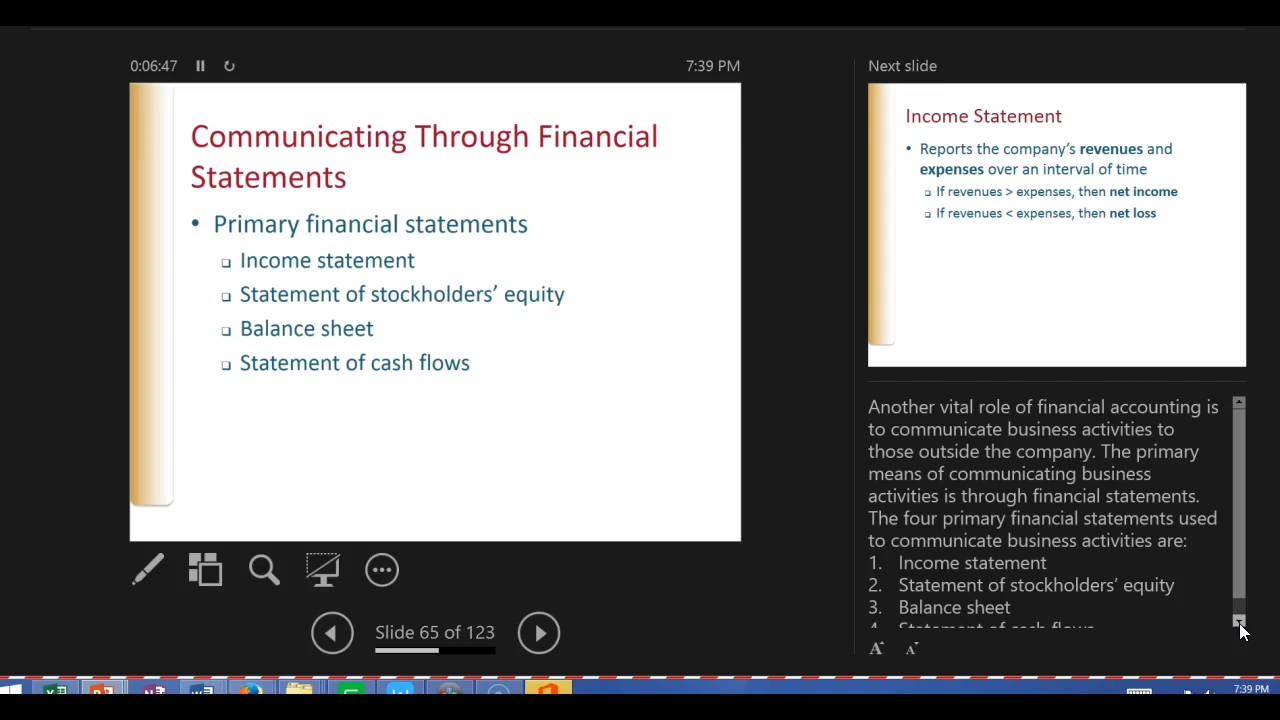 0:06:47
7:39 PM
Communicating Through Financial
Statements
• Primary financial statements
Income statement
Statement of stockholders’ equity
Balance sheet
Statement of cash flows
Slide 65 of 123
Next slide
Income Statement
• Reports the company’s revenues and
expenses over an interval of time
If revenues > expenses, then net income
If revenues < expenses, then net loss
Another vital role of financial accounting is
to communicate business activities to
those outside the company. The primary
means of communicating business
activities is through financial statements.
The four primary financial statements used
to communicate business activities are:
1. Income statement
2. Statement of stockholders’ equity
3. Balance sheet
4. Statement of cash flows
A A
7:39 PM